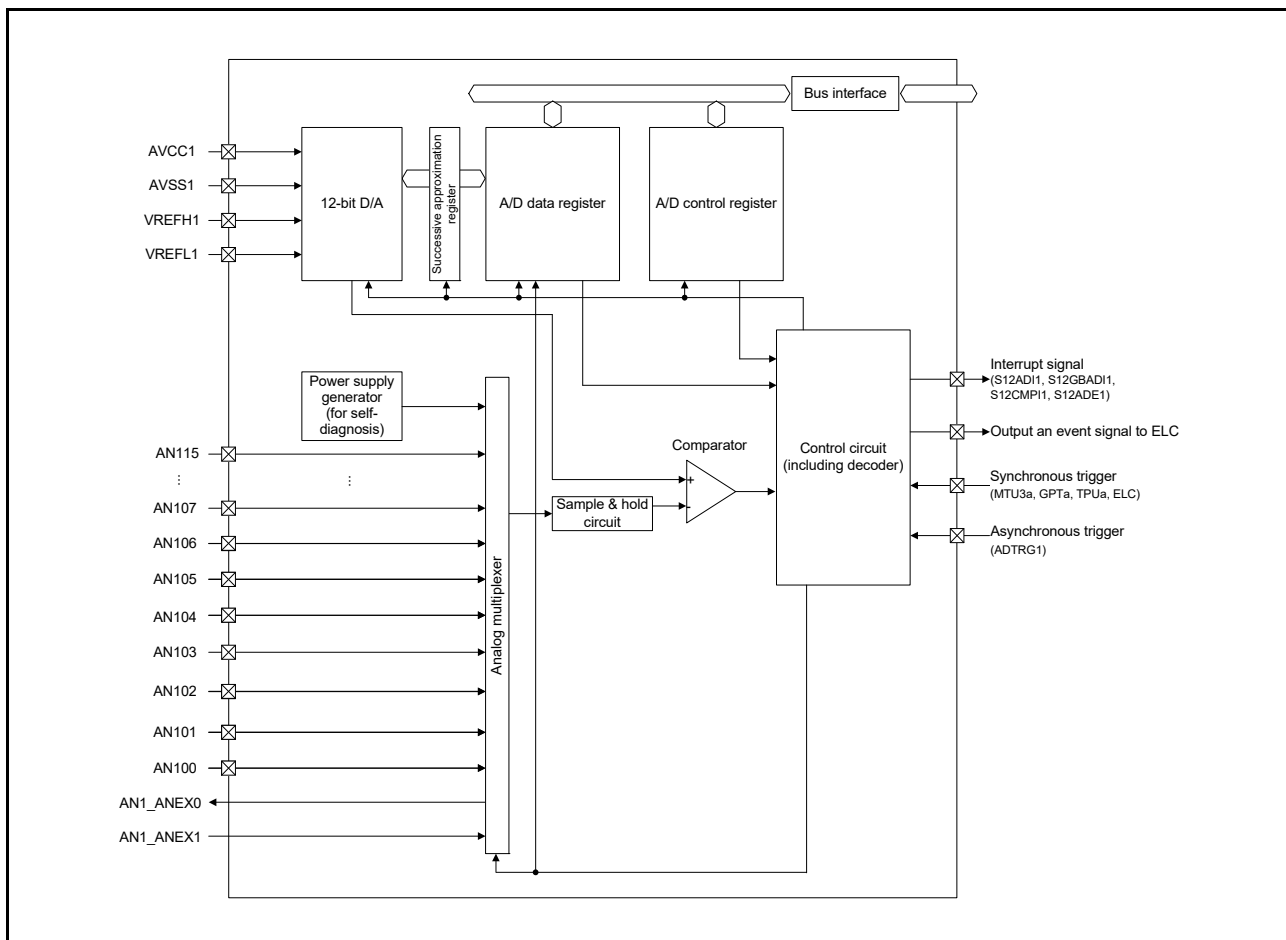 Bus interface
AVCC1
AVSS1
VREFH1
VREFL1
12-bit D/A
Successive approximation
register
A/D data register
A/D control register
Power supply
generator
(for self-
diagnosis)
AN115
⋮
⋮
AN107
AN106
AN105
AN104
AN103
AN102
AN101
AN100
AN1_ANEX0
AN1_ANEX1
Analog multiplexer
Sample & hold
circuit
Comparator
+
-
Control circuit
(including decoder)
Interrupt signal
(S12ADI1, S12GBADI1,
S12CMPI1, S12ADE1)
Output an event signal to ELC
Synchronous trigger
(MTU3a, GPTa, TPUa, ELC)
Asynchronous trigger
(ADTRG1)